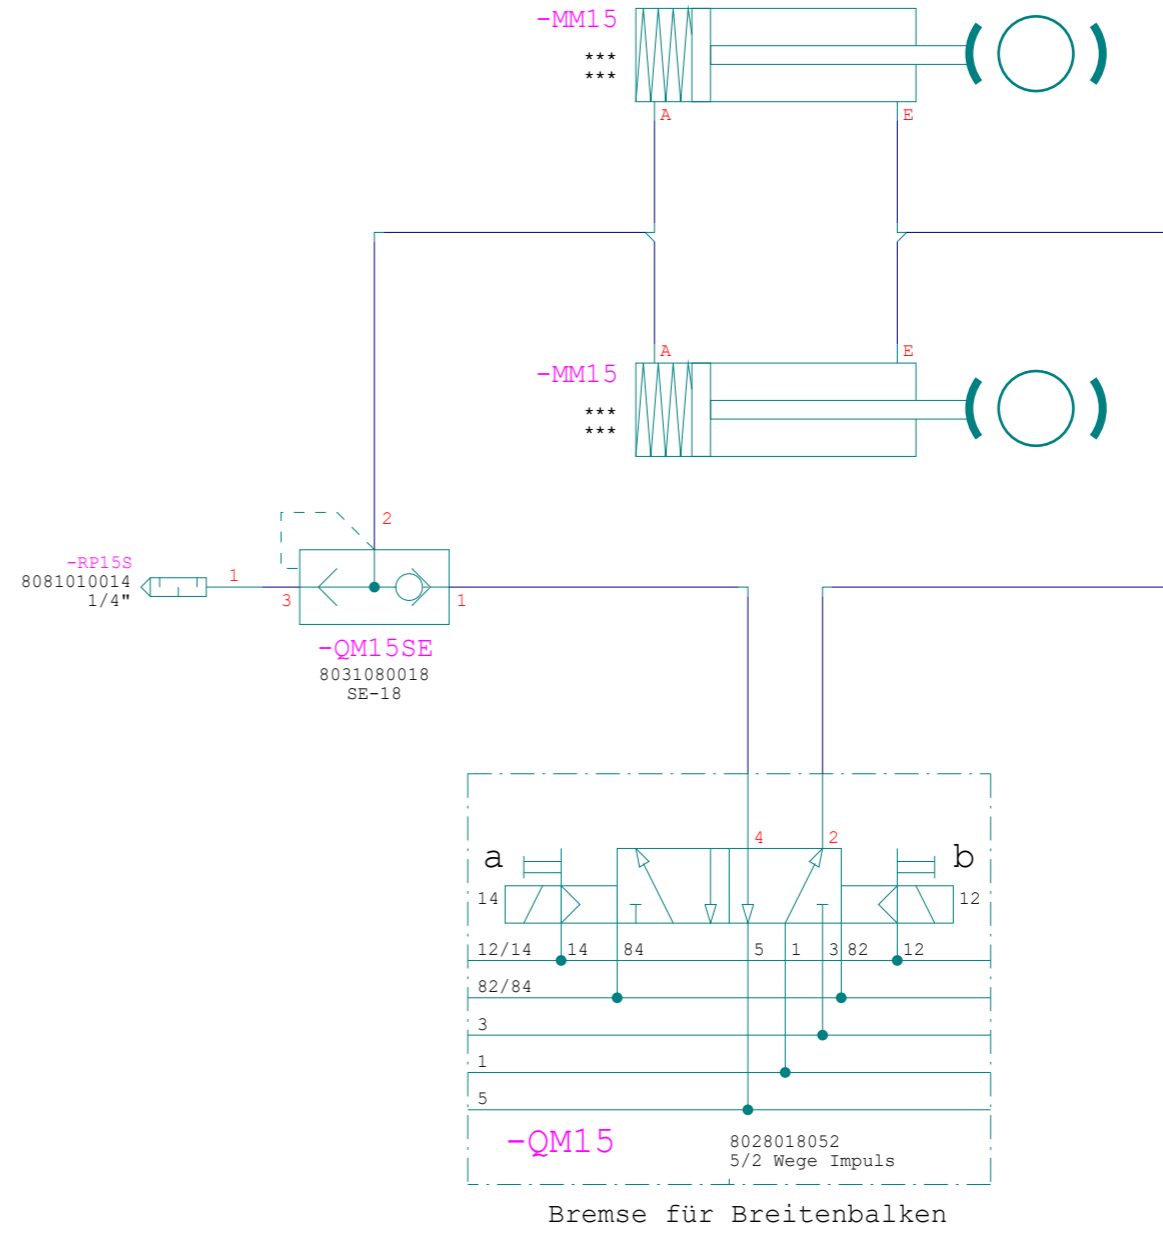 -MM15
***
***
A
E
A
E
-MM15
***
***
2
-RP15S
8081010014
1/4"
1
3
1
-QM15SE
8031080018
SE-18
4
2
a
b
14
12
12/14
14
84
5
1
3
82
12
82/84
3
1
5
-QM15
8028018052
5/2 Wege Impuls
Bremse für Breitenbalken